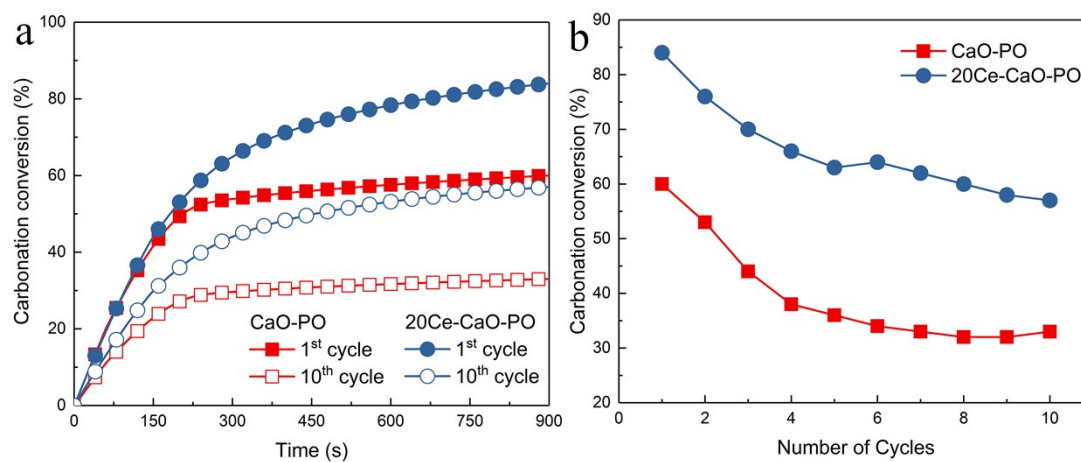 a
Carbonation conversion (%)
100
80
60
40
20
0
CaO-PO 20Ce-CaO-PO
1st cycle 1st cycle
10th cycle 10th cycle
0 150 300 450 600 750 900
Time (s)
b
Carbonation conversion (%)
90
80
70
60
50
40
30
20
CaO-PO
20Ce-CaO-PO
0 2 4 6 8 10
Number of Cycles